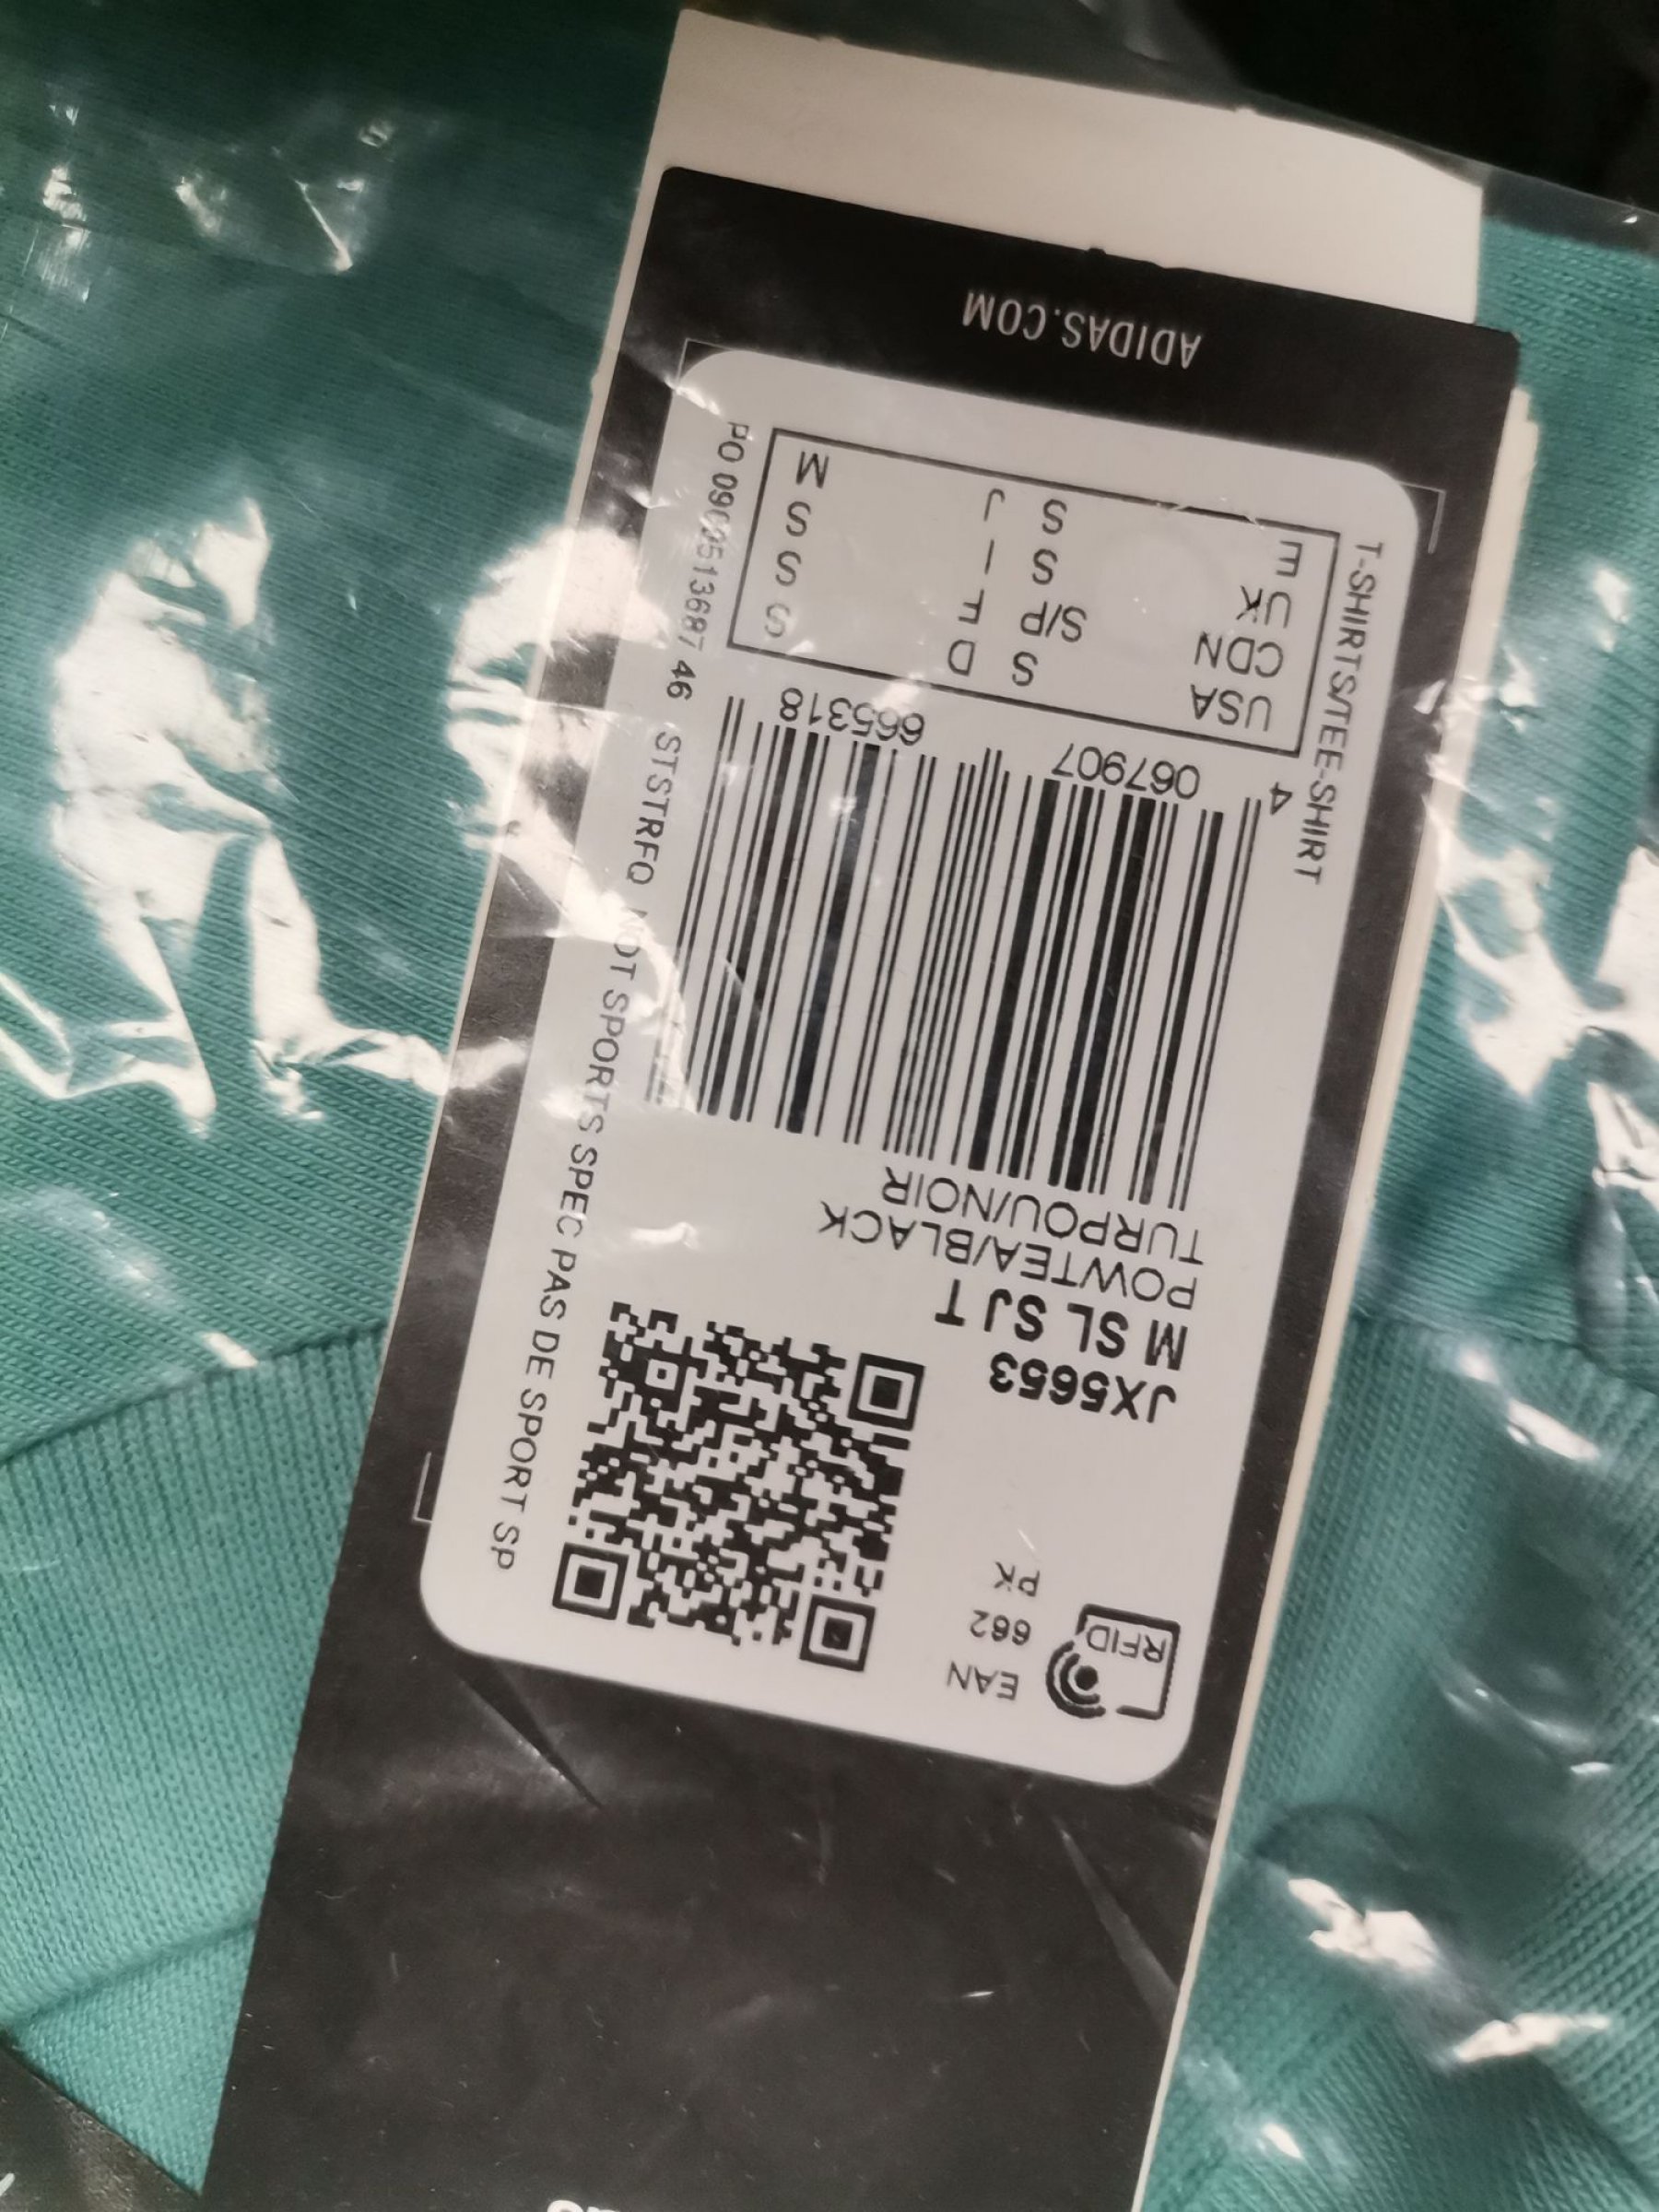 RFID
EAN
662
PK
JX5653
M SL SJ T
POWTEA/BLACK
TURPOU/NOIR
4 067907 665318
USA S D S
CDN S/P F S
UK S I S
E S J M
T-SHIRTS/TEE-SHIRT
PO 46 STSTRFQ NOT SPORTS SPEC PAS DE SPORT SP
ADIDAS.COM